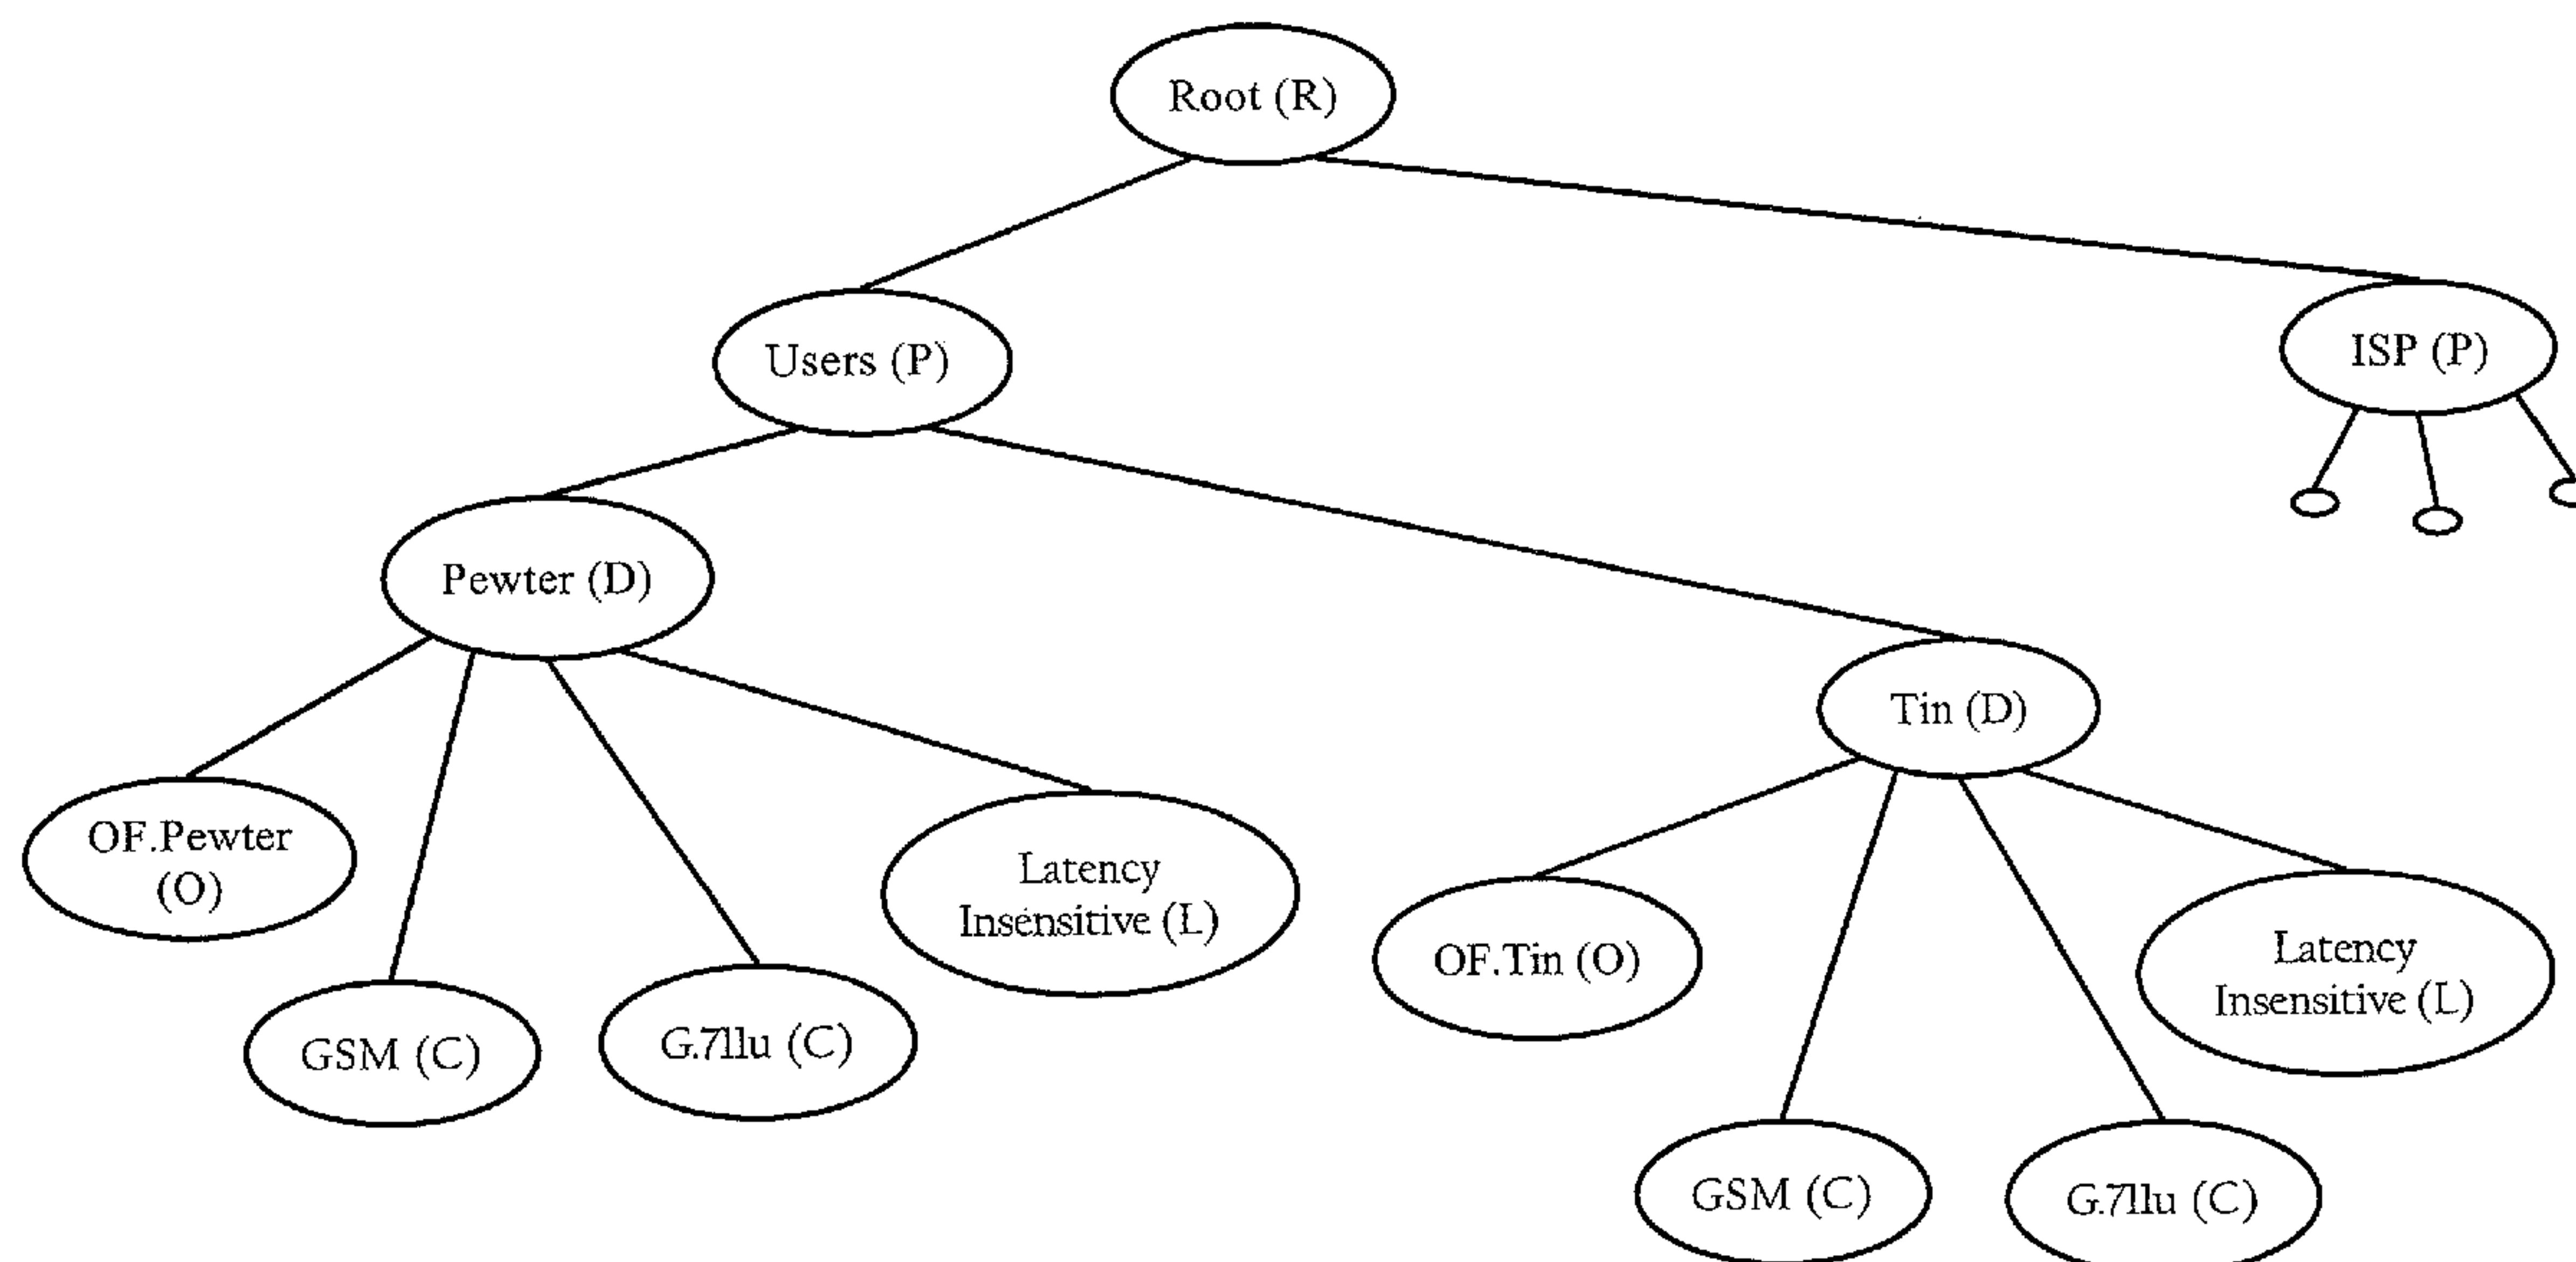 Root (R)
Users (P)
ISP (P)
Pewter (D)
Tin (D)
OF.Pewter
(O)
GSM (C)
G.711u (C)
Latency
Insensitive (L)
OF.Tin (O)
GSM (C)
G.711u (C)
Latency
Insensitive (L)